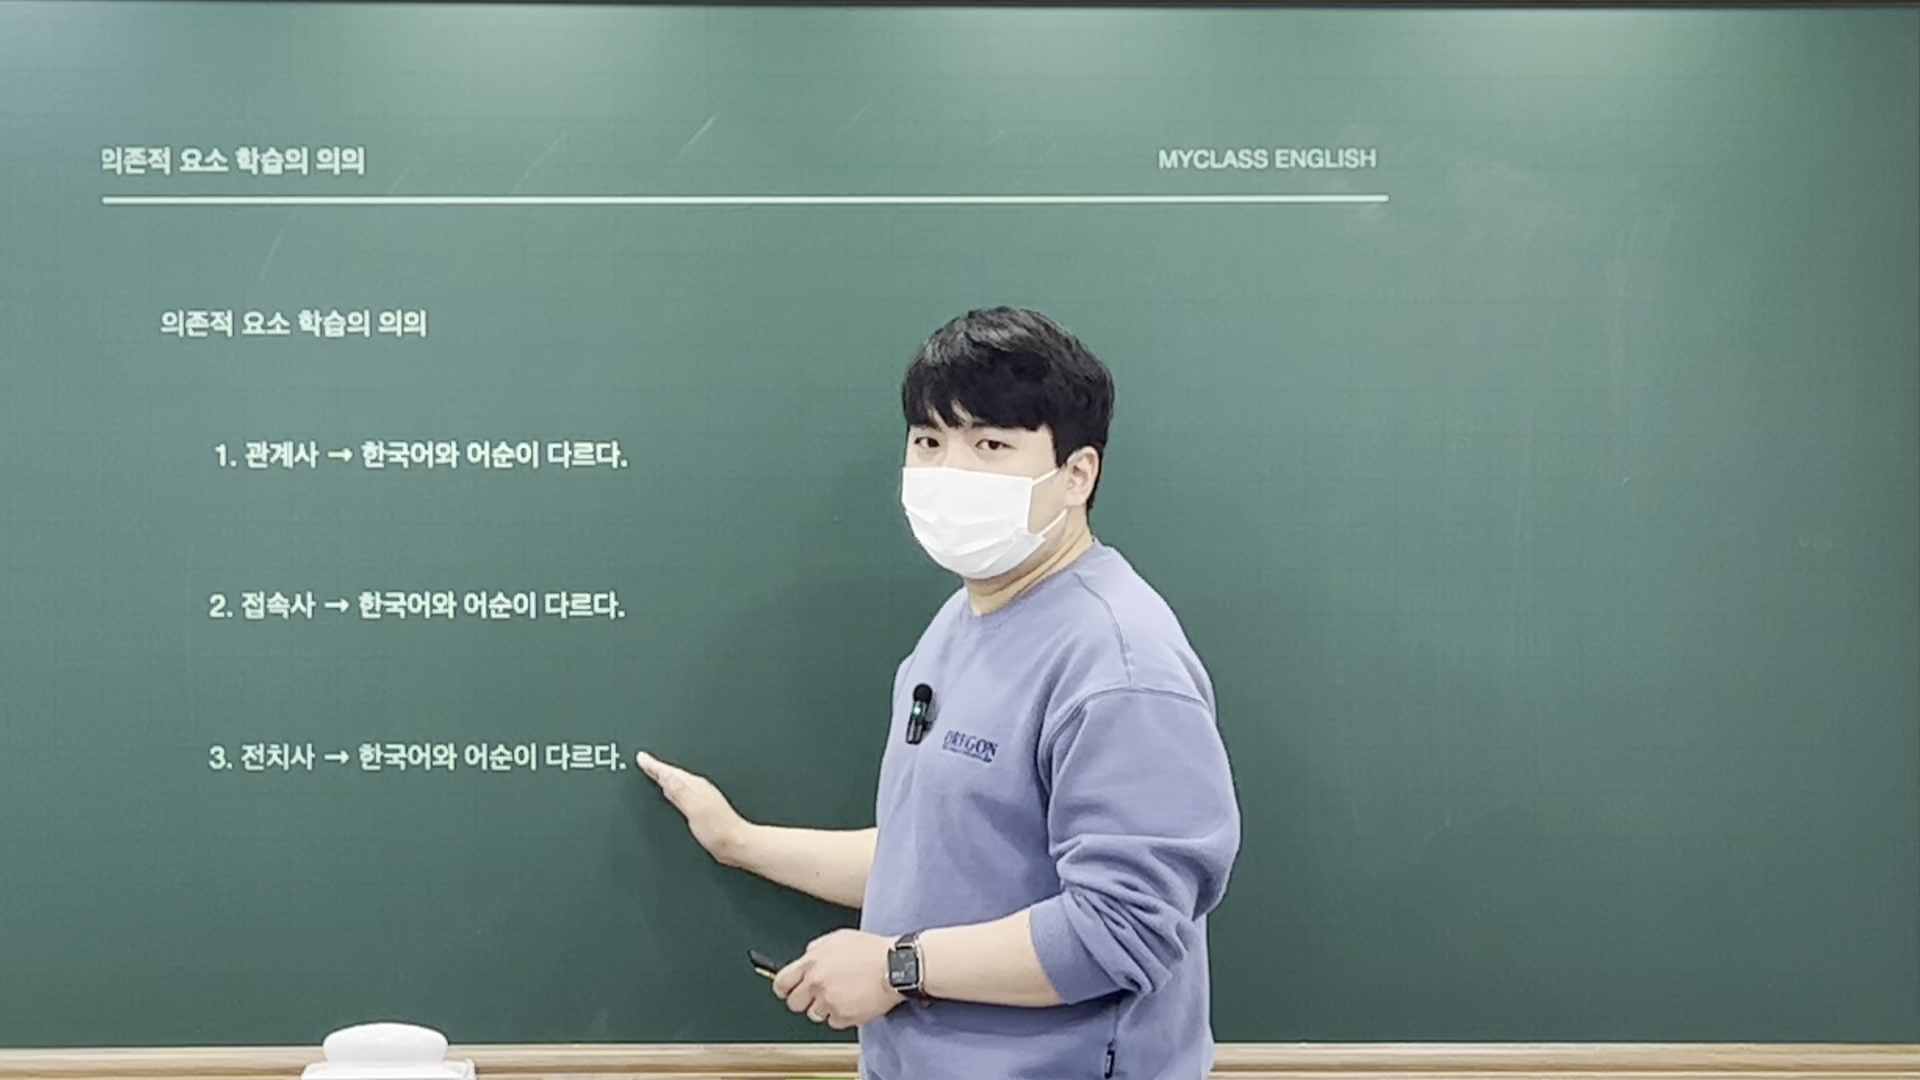 의존적 요소 학습의 의의
MYCLASS ENGLISH
의존적 요소 학습의 의의
1. 관계사 → 한국어와 어순이 다르다.
2. 접속사 → 한국어와 어순이 다르다.
3. 전치사 → 한국어와 어순이 다르다.
OREGON